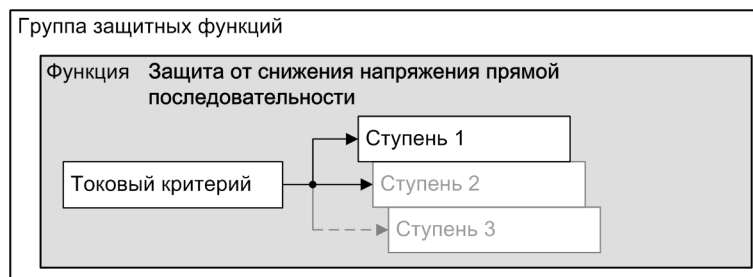 Группа защитных функций
Функция Защита от снижения напряжения прямой
последовательности
Ступень 1
Токовый критерий
Ступень 2
Ступень 3